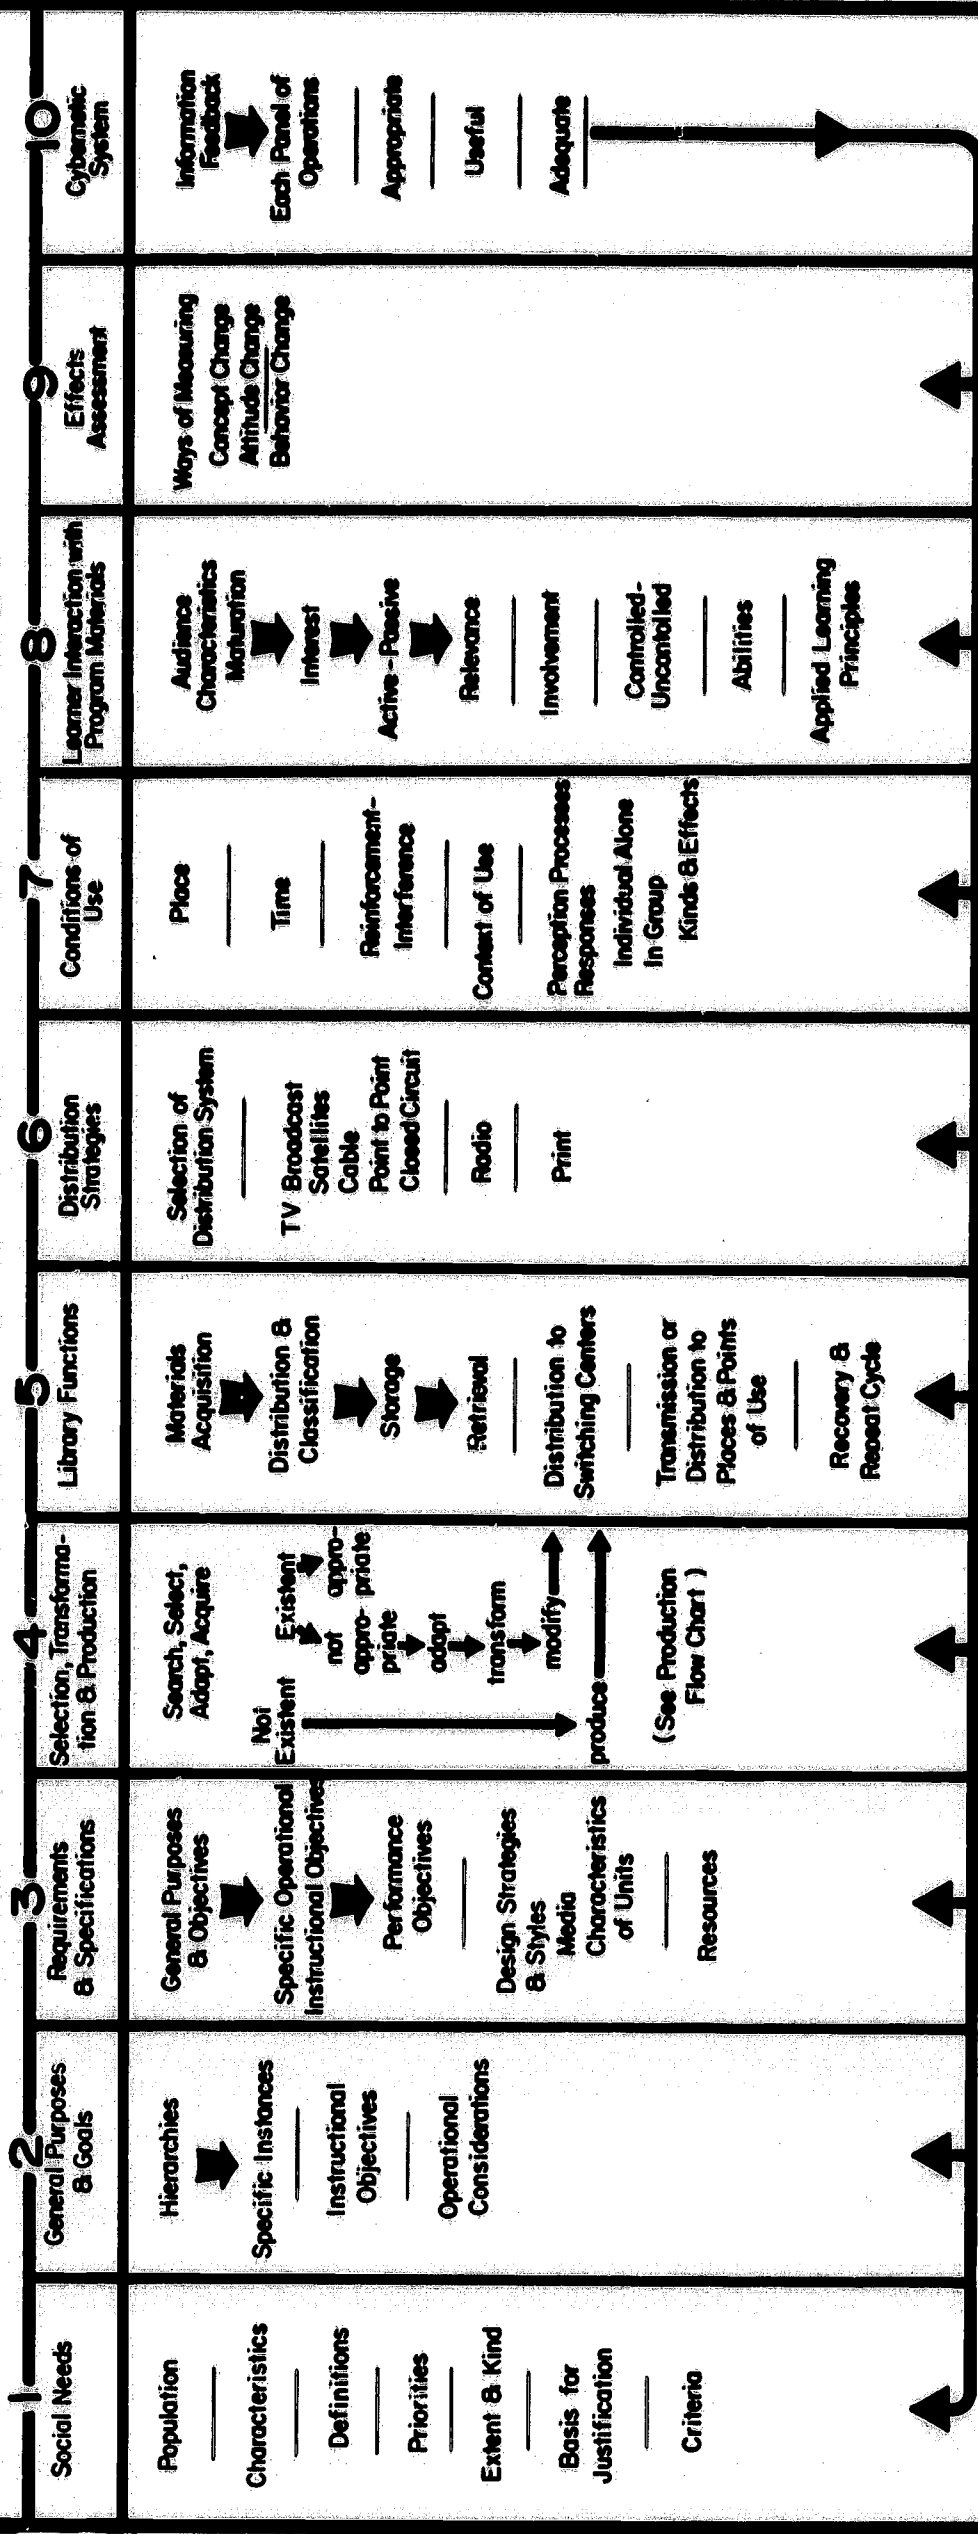 1
Social Needs
Population
Characteristics
Definitions
Priorities
Extent & Kind
Basis for
Justification
Criteria
2
General Purposes
& Goals
Hierarchies
Specific Instances
Instructional
Objectives
Operational
Considerations
3
Requirements
& Specifications
General Purposes
& Objectives
Specific Operational
Instructional Objectives
Performance
Objectives
Design Strategies
& Styles
Media
Characteristics
of Units
Resources
4
Selection, Transforma-
tion & Production
Search, Select,
Adapt, Acquire
Not
Existent
Existent
not
appro-
priate
appro-
priate
adapt
transform
modify
produce
(See Production
Flow Chart )
5
Library Functions
Materials
Acquisition
Distribution &
Classification
Storage
Retrieval
Distribution to
Switching Centers
Transmission or
Distribution to
Places & Points
of Use
Recovery &
Repeat Cycle
6
Distribution
Strategies
Selection of
Distribution System
TV Broadcast
Satellites
Cable
Point to Point
Closed Circuit
Radio
Print
7
Conditions of
Use
Place
Time
Reinforcement-
Interference
Context of Use
Perception Processes
Responses
Individual Alone
In Group
Kinds & Effects
8
Learner Interaction with
Program Materials
Audience
Characteristics
Maturation
Interest
Active-Passive
Relevance
Involvement
Controlled-
Uncontolled
Abilities
Applied Learning
Principles
9
Effects
Assessment
Ways of Measuring
Concept Change
Attitude Change
Behavior Change
10
Cybernetic
System
Information
Feedback
Each Panel of
Operations
Appropriate
Useful
Adequate